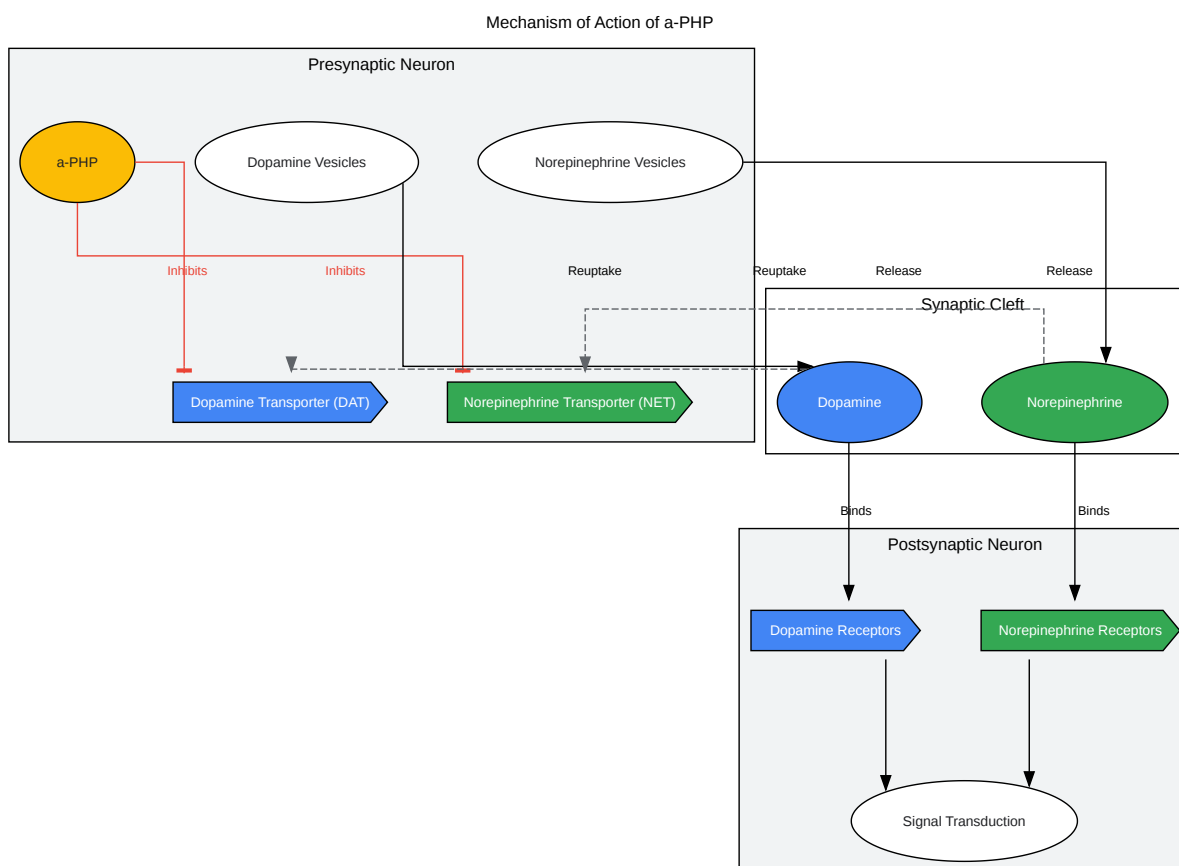 Mechanism of Action of a-PHP
Presynaptic Neuron
a-PHP
Dopamine Vesicles
Norepinephrine Vesicles
Inhibits
Inhibits
Reuptake
Reuptake
Release
Release
Synaptic Cleft
Dopamine Transporter (DAT)
Norepinephrine Transporter (NET)
Dopamine
Norepinephrine
Binds
Binds
Postsynaptic Neuron
Dopamine Receptors
Norepinephrine Receptors
Signal Transduction